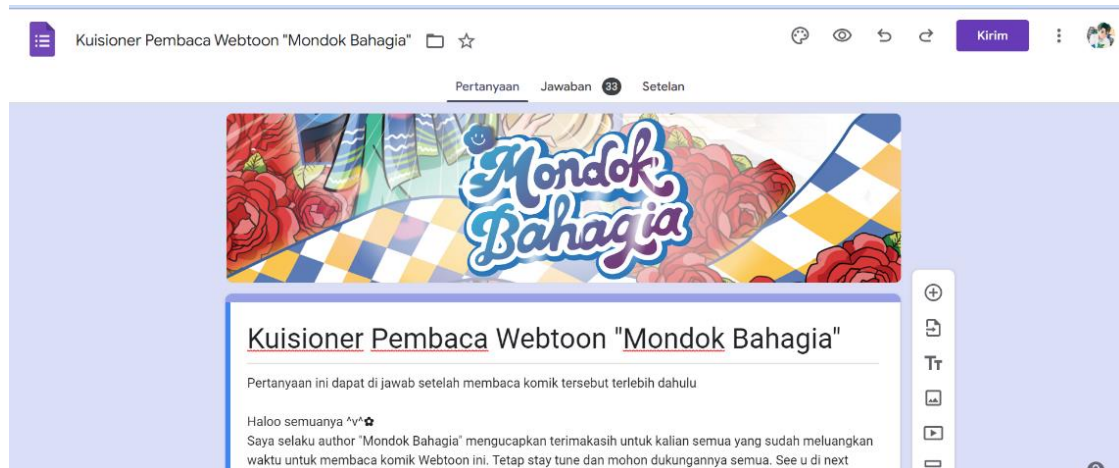 Kuisioner Pembaca Webtoon "Mondok Bahagia"
Kirim
Pertanyaan Jawaban 33 Setelan
Mondok
Bahagia
Kuisioner Pembaca Webtoon "Mondok Bahagia"
Pertanyaan ini dapat di jawab setelah membaca komik tersebut terlebih dahulu
Haloo semuanya ^v^✿
Saya selaku author "Mondok Bahagia" mengucapkan terimakasih untuk kalian semua yang sudah meluangkan
waktu untuk membaca komik Webtoon ini. Tetap stay tune dan mohon dukungannya semua. See u di next